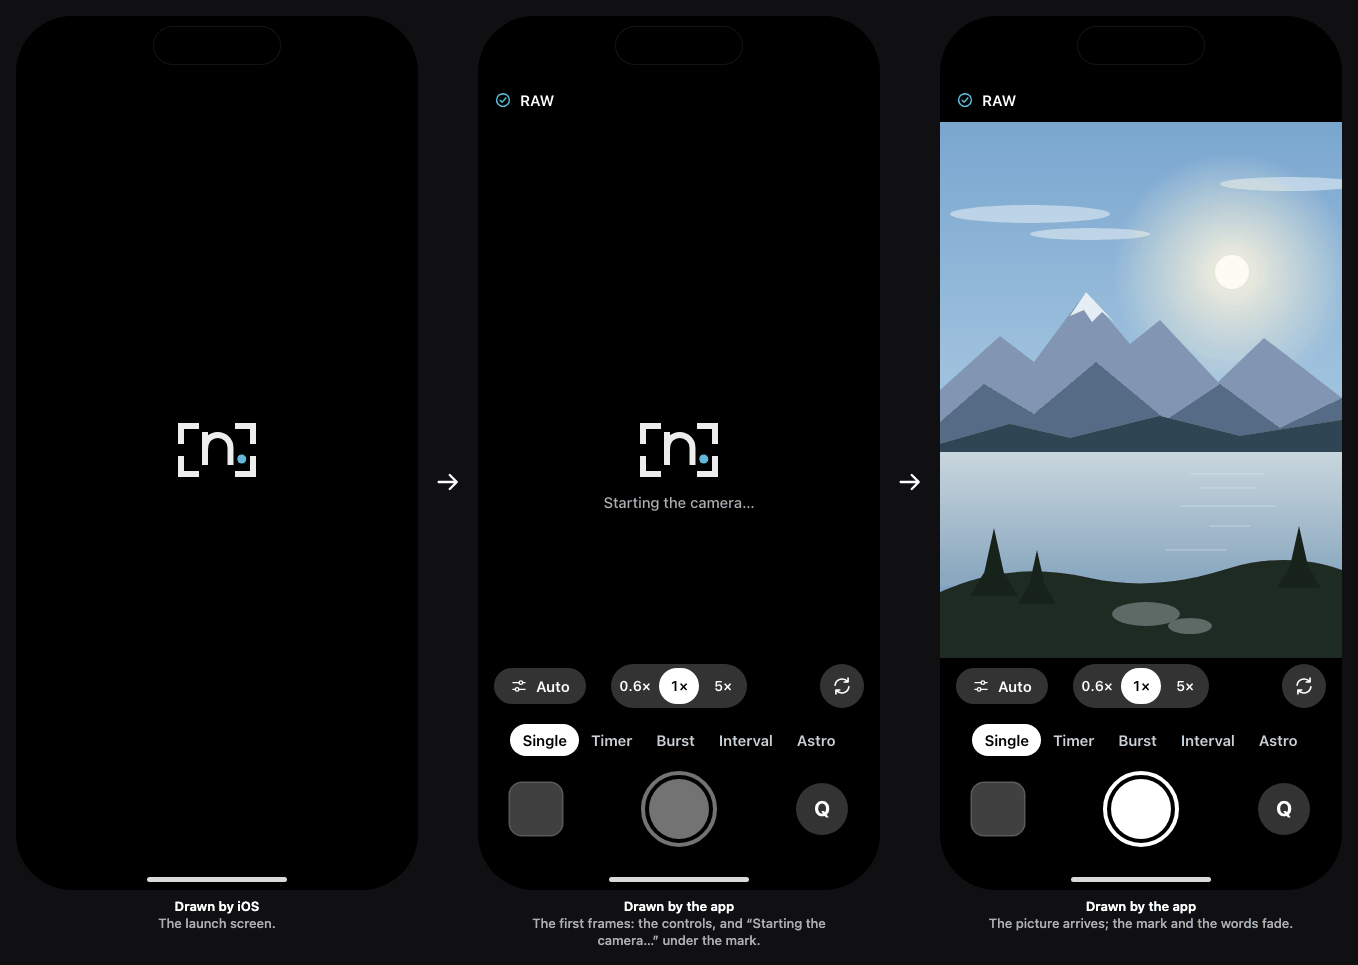 n.
Drawn by iOS
The launch screen.
RAW
n.
Starting the camera...
Auto
0.6×
1×
5×
Single
Timer
Burst
Interval
Astro
Q
Drawn by the app
The first frames: the controls, and “Starting the
camera...” under the mark.
RAW
Auto
0.6×
1×
5×
Single
Timer
Burst
Interval
Astro
Q
Drawn by the app
The picture arrives; the mark and the words fade.